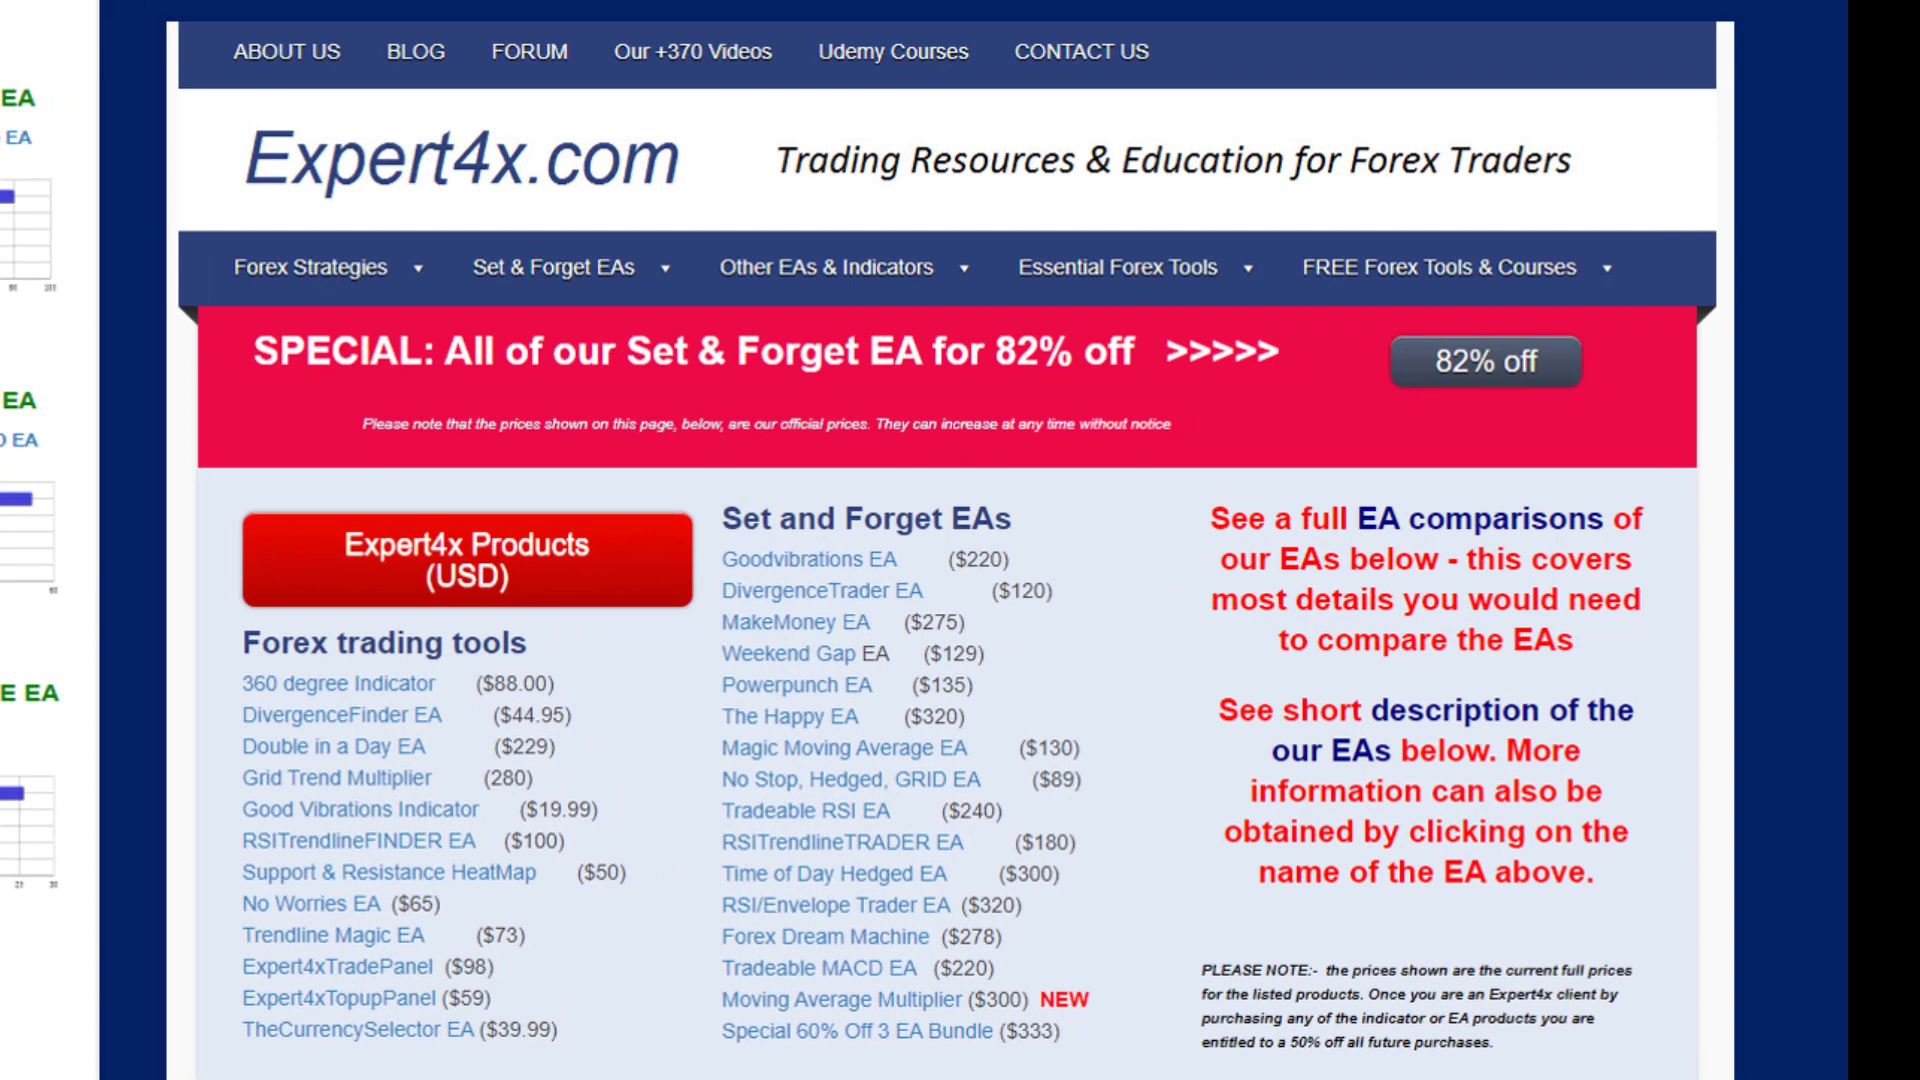 EA
EA
90 100
EA
D EA
60
E EA
25 30
ABOUT US BLOG FORUM Our +370 Videos Udemy Courses CONTACT US
Expert4x.com Trading Resources & Education for Forex Traders
Forex Strategies Set & Forget EAs Other EAs & Indicators Essential Forex Tools FREE Forex Tools & Courses
SPECIAL: All of our Set & Forget EA for 82% off >>>>> 82% off
Please note that the prices shown on this page, below, are our official prices. They can increase at any time without notice
Expert4x Products
(USD)
Forex trading tools
360 degree Indicator ($88.00)
DivergenceFinder EA ($44.95)
Double in a Day EA ($229)
Grid Trend Multiplier (280)
Good Vibrations Indicator ($19.99)
RSITrendlineFINDER EA ($100)
Support & Resistance HeatMap ($50)
No Worries EA ($65)
Trendline Magic EA ($73)
Expert4xTradePanel ($98)
Expert4xTopupPanel ($59)
TheCurrencySelector EA ($39.99)
Set and Forget EAs
Goodvibrations EA ($220)
DivergenceTrader EA ($120)
MakeMoney EA ($275)
Weekend Gap EA ($129)
Powerpunch EA ($135)
The Happy EA ($320)
Magic Moving Average EA ($130)
No Stop, Hedged, GRID EA ($89)
Tradeable RSI EA ($240)
RSITrendlineTRADER EA ($180)
Time of Day Hedged EA ($300)
RSI/Envelope Trader EA ($320)
Forex Dream Machine ($278)
Tradeable MACD EA ($220)
Moving Average Multiplier ($300) NEW
Special 60% Off 3 EA Bundle ($333)
See a full EA comparisons of
our EAs below - this covers
most details you would need
to compare the EAs
See short description of the
our EAs below. More
information can also be
obtained by clicking on the
name of the EA above.
PLEASE NOTE:- the prices shown are the current full prices
for the listed products. Once you are an Expert4x client by
purchasing any of the indicator or EA products you are
entitled to a 50% off all future purchases.